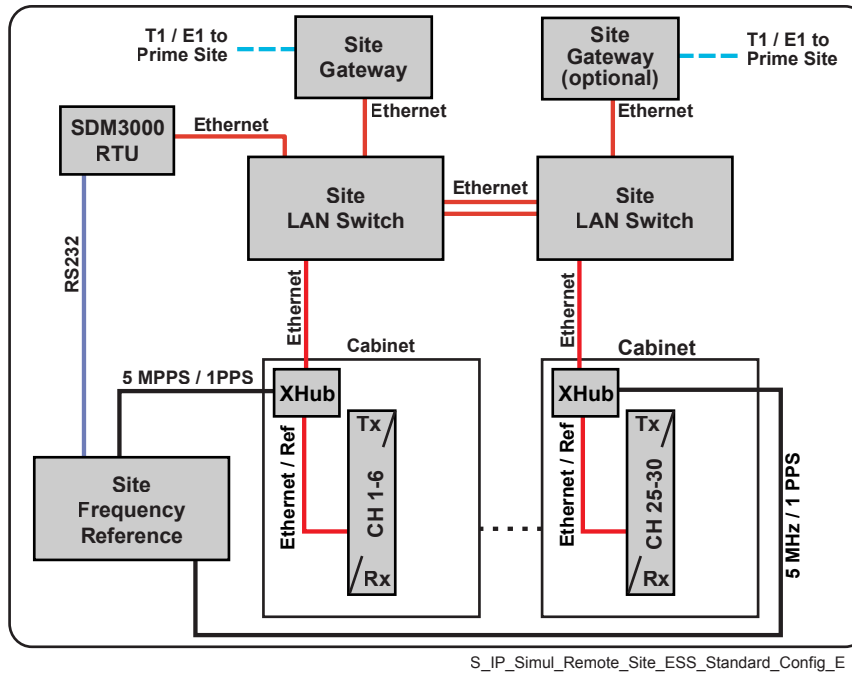 T1 / E1 to
Prime Site
Site
Gateway
Site
Gateway
(optional)
T1 / E1 to
Prime Site
SDM3000
RTU
Ethernet
Ethernet
Ethernet
Site
LAN Switch
Ethernet
Site
LAN Switch
RS232
Ethernet
Ethernet
Cabinet
Cabinet
5 MPPS / 1PPS
XHub
XHub
Ethernet / Ref
Tx
CH 1-6
Rx
Ethernet / Ref
Tx
CH 25-30
Rx
5 MHz / 1 PPS
Site
Frequency
Reference
S_IP_Simul_Remote_Site_ESS_Standard_Config_E